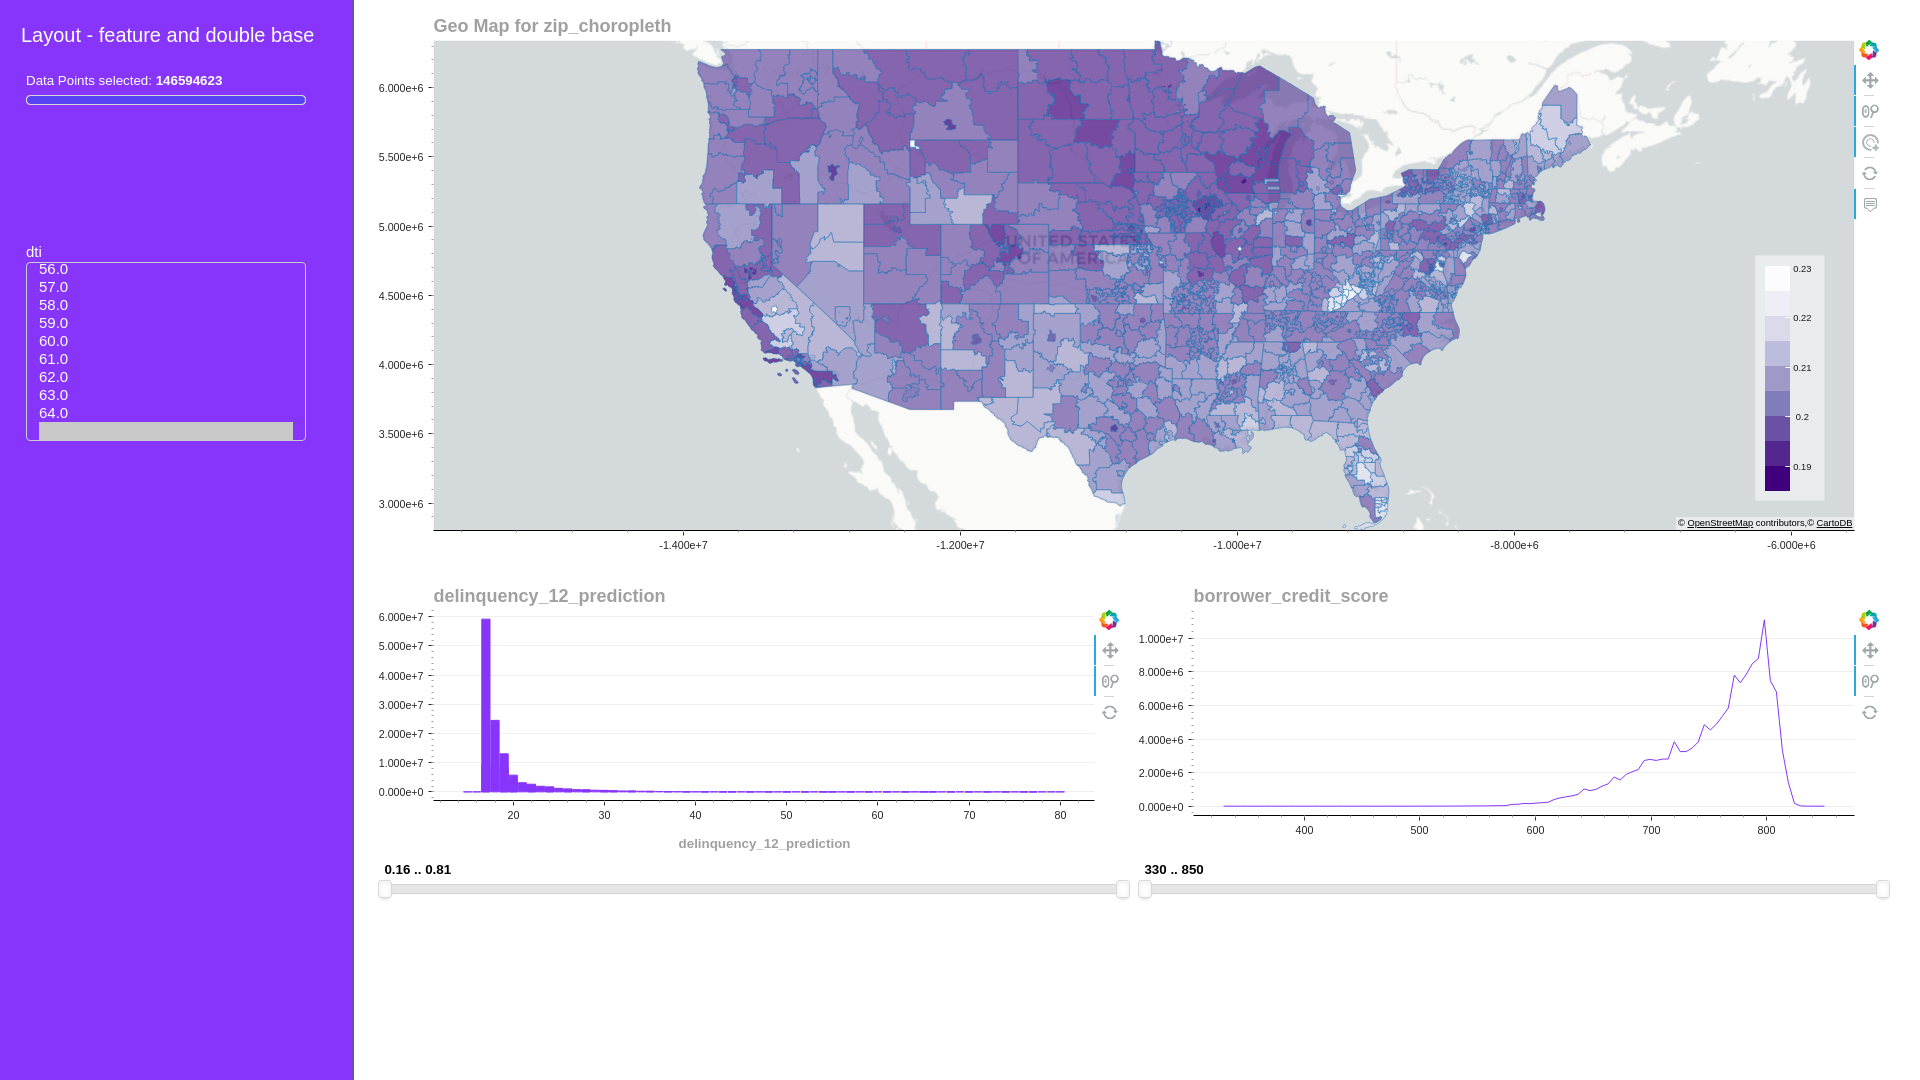 Layout - feature and double base
Data Points selected: 146594623
dti
56.0
57.0
58.0
59.0
60.0
61.0
62.0
63.0
64.0
Geo Map for zip_choropleth
6.000e+6
5.500e+6
5.000e+6
4.500e+6
4.000e+6
3.500e+6
3.000e+6
UNITED STATES
OF AMERICA
0.23
0.22
0.21
0.2
0.19
© OpenStreetMap contributors,© CartoDB
-1.400e+7 -1.200e+7 -1.000e+7 -8.000e+6 -6.000e+6
delinquency_12_prediction
6.000e+7
5.000e+7
4.000e+7
3.000e+7
2.000e+7
1.000e+7
0.000e+0
20 30 40 50 60 70 80
delinquency_12_prediction
0.16 .. 0.81
borrower_credit_score
1.000e+7
8.000e+6
6.000e+6
4.000e+6
2.000e+6
0.000e+0
400 500 600 700 800
330 .. 850